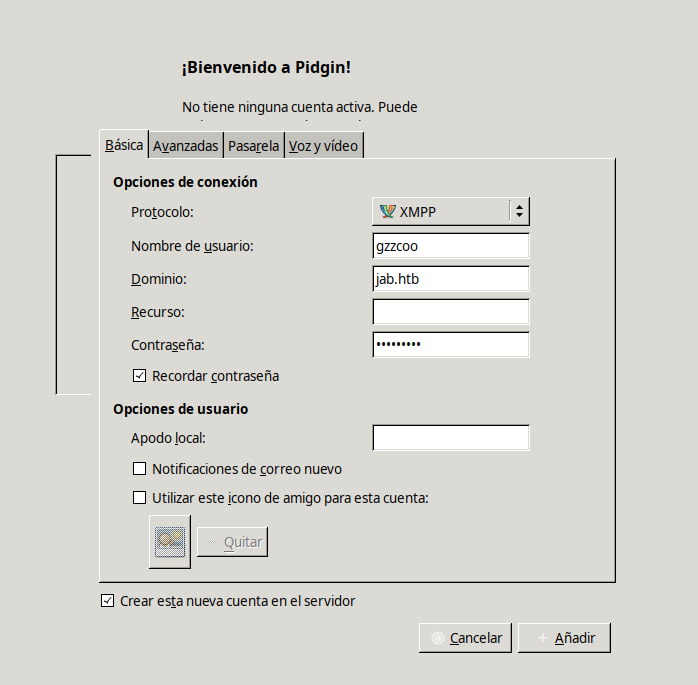 ¡Bienvenido a Pidgin!
No tiene ninguna cuenta activa. Puede
Básica Avanzadas Pasarela Voz y vídeo
Opciones de conexión
Protocolo: XMPP
Nombre de usuario: gzzcoo
Dominio: jab.htb
Recurso:
Contraseña: •••••••••
Recordar contraseña
Opciones de usuario
Apodo local:
Notificaciones de correo nuevo
Utilizar este icono de amigo para esta cuenta:
Quitar
Crear esta nueva cuenta en el servidor
Cancelar Añadir